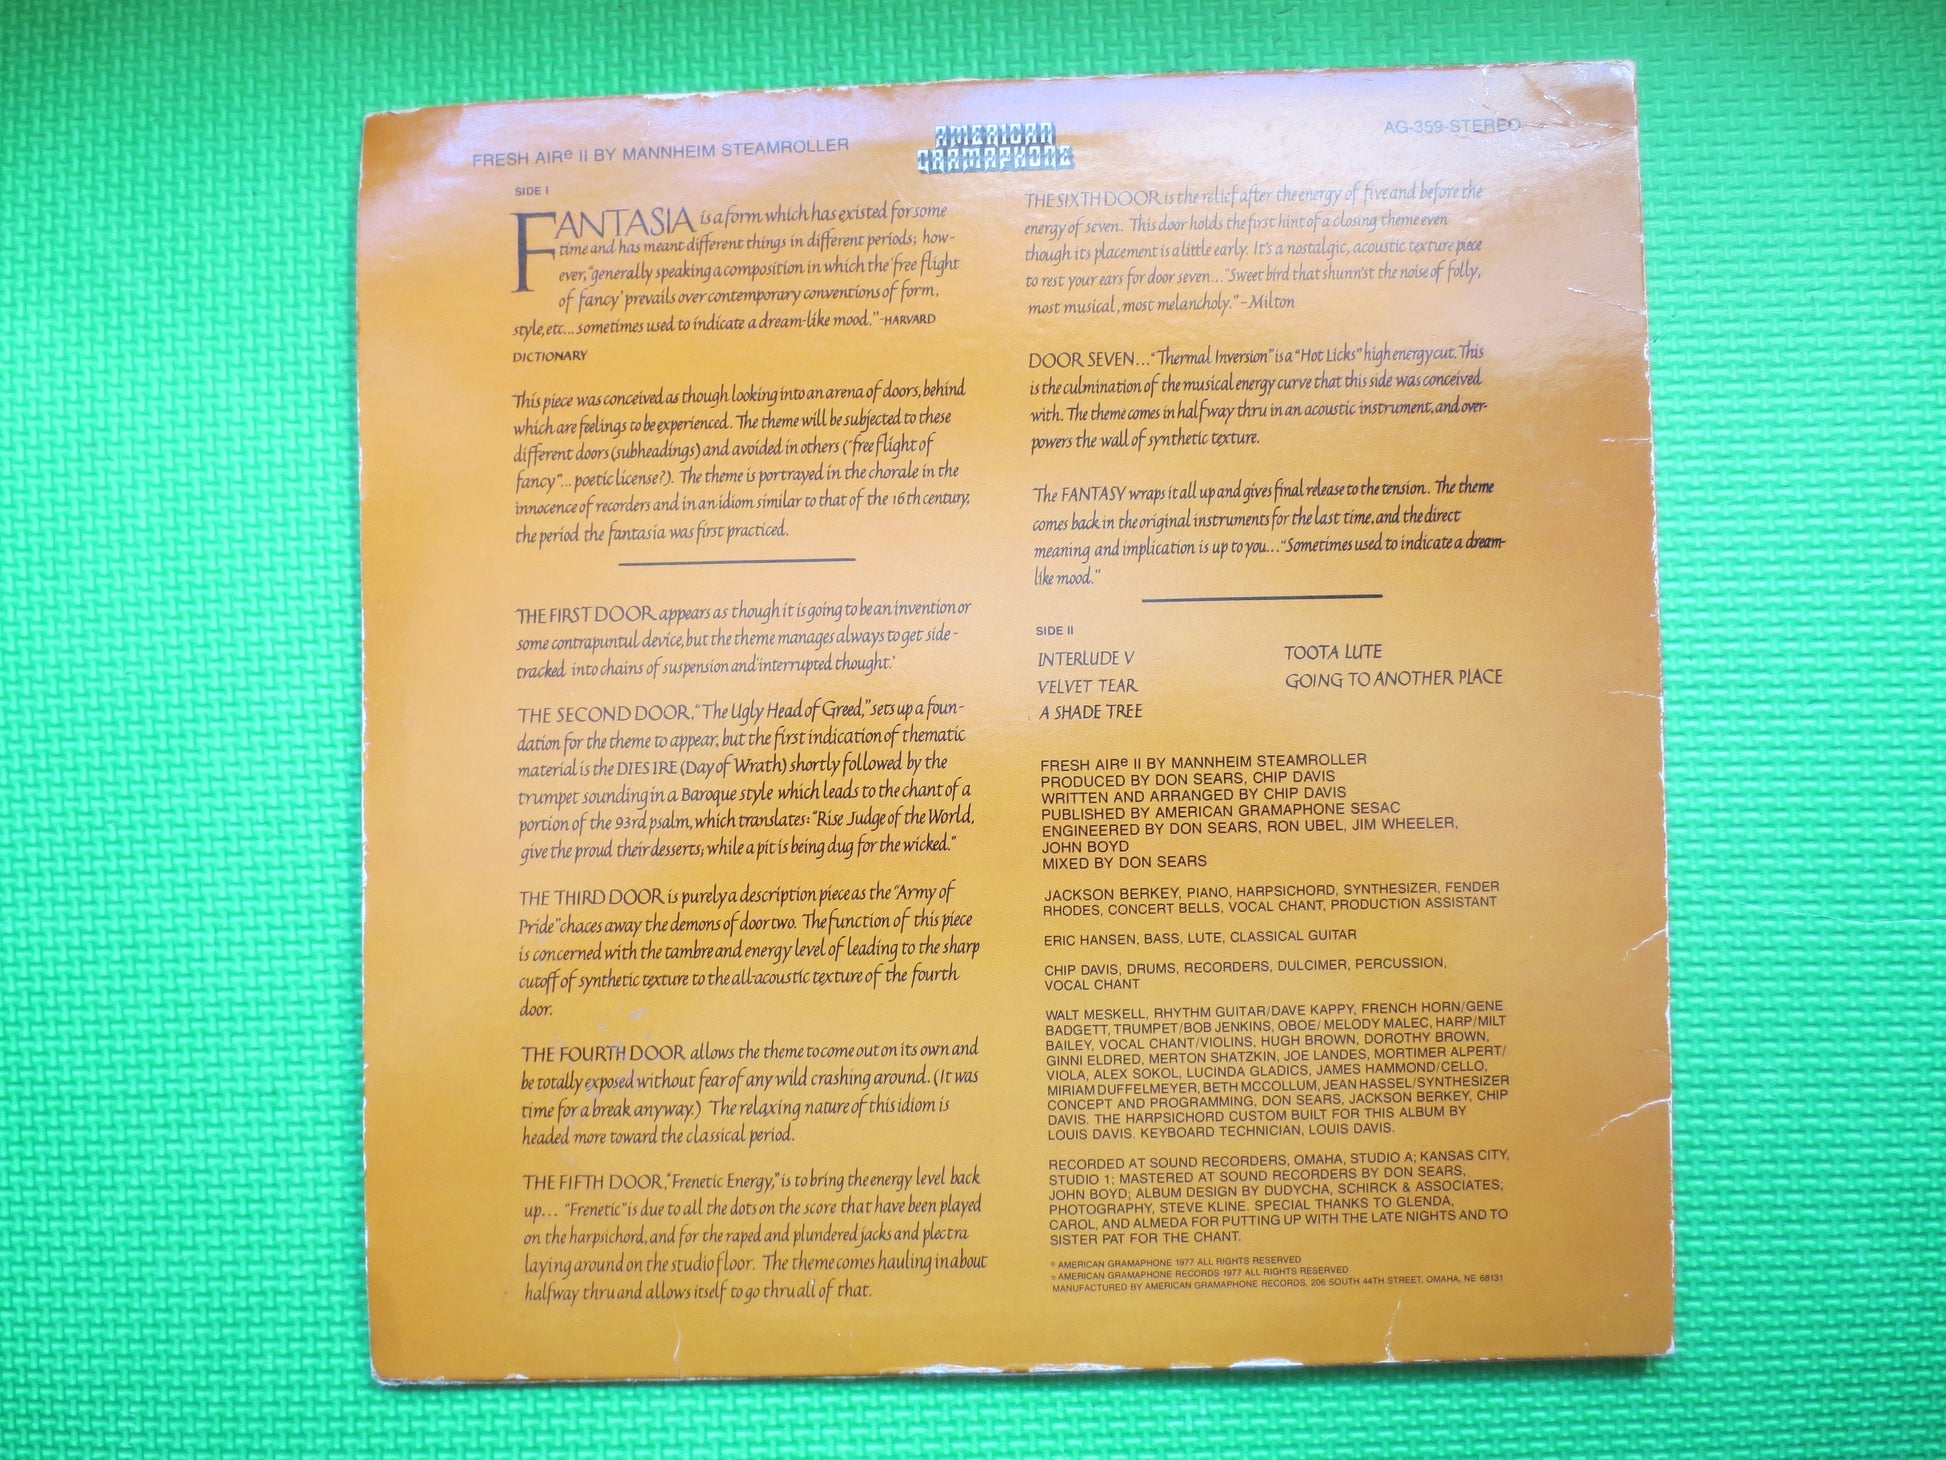 FRESH AIRe II BY MANNHEIM STEAMROLLER
AMERICAN
GRAMAPHONE
AG-359-STEREO
SIDE I
FANTASIA is a form which has existed for some
time and has meant different things in different periods; how-
ever, "generally speaking a composition in which the 'free flight
of fancy' prevails over contemporary conventions of form,
style, etc... sometimes used to indicate a dream-like mood." -HARVARD
DICTIONARY
This piece was conceived as though looking into an arena of doors, behind
which are feelings to be experienced. The theme will be subjected to these
different doors (subheadings) and avoided in others ("free flight of
fancy"... poetic license?). The theme is portrayed in the chorale in the
innocence of recorders and in an idiom similar to that of the 16th century,
the period the fantasia was first practiced.
THE FIRST DOOR appears as though it is going to be an invention or
some contrapuntul device, but the theme manages always to get side-
tracked into chains of suspension and 'interrupted thought.'
THE SECOND DOOR, "The Ugly Head of Greed," sets up a foun-
dation for the theme to appear, but the first indication of thematic
material is the DIES IRE (Day of Wrath) shortly followed by the
trumpet sounding in a Baroque style which leads to the chant of a
portion of the 93rd psalm, which translates: "Rise Judge of the World,
give the proud their desserts; while a pit is being dug for the wicked."
THE THIRD DOOR is purely a description piece as the "Army of
Pride" chaces away the demons of door two. The function of this piece
is concerned with the tambre and energy level of leading to the sharp
cutoff of synthetic texture to the all-acoustic texture of the fourth
door.
THE FOURTH DOOR allows the theme to come out on its own and
be totally exposed without fear of any wild crashing around. (It was
time for a break anyway.) The relaxing nature of this idiom is
headed more toward the classical period.
THE FIFTH DOOR, "Frenetic Energy," is to bring the energy level back
up... "Frenetic" is due to all the dots on the score that have been played
on the harpsichord, and for the raped and plundered jacks and plectra
laying around on the studio floor. The theme comes hauling in about
halfway thru and allows itself to go thru all of that.
THE SIXTH DOOR is the relief after the energy of five and before the
energy of seven. This door holds the first hint of a closing theme even
though its placement is a little early. It's a nostalgic, acoustic texture piece
to rest your ears for door seven... "Sweet bird that shunn'st the noise of folly,
most musical, most melancholy." -Milton
DOOR SEVEN... "Thermal Inversion" is a "Hot Licks" high energy cut. This
is the culmination of the musical energy curve that this side was conceived
with. The theme comes in halfway thru in an acoustic instrument, and over-
powers the wall of synthetic texture.
The FANTASY wraps it all up and gives final release to the tension. The theme
comes back in the original instruments for the last time, and the direct
meaning and implication is up to you... "Sometimes used to indicate a dream-
like mood."
SIDE II
INTERLUDE V
VELVET TEAR
A SHADE TREE
TOOTA LUTE
GOING TO ANOTHER PLACE
FRESH AIRe II BY MANNHEIM STEAMROLLER
PRODUCED BY DON SEARS, CHIP DAVIS
WRITTEN AND ARRANGED BY CHIP DAVIS
PUBLISHED BY AMERICAN GRAMAPHONE SESAC
ENGINEERED BY DON SEARS, RON UBEL, JIM WHEELER,
JOHN BOYD
MIXED BY DON SEARS
JACKSON BERKEY, PIANO, HARPSICHORD, SYNTHESIZER, FENDER
RHODES, CONCERT BELLS, VOCAL CHANT, PRODUCTION ASSISTANT
ERIC HANSEN, BASS, LUTE, CLASSICAL GUITAR
CHIP DAVIS, DRUMS, RECORDERS, DULCIMER, PERCUSSION,
VOCAL CHANT
WALT MESKELL, RHYTHM GUITAR/DAVE KAPPY, FRENCH HORN/GENE
BADGETT, TRUMPET/BOB JENKINS, OBOE/ MELODY MALEC, HARP/MILT
BAILEY, VOCAL CHANT/VIOLINS, HUGH BROWN, DOROTHY BROWN,
GINNI ELDRED, MERTON SHATZKIN, JOE LANDES, MORTIMER ALPERT/
VIOLA, ALEX SOKOL, LUCINDA GLADICS, JAMES HAMMOND/CELLO,
MIRIAM DUFFELMEYER, BETH MCCOLLUM, JEAN HASSEL/SYNTHESIZER
CONCEPT AND PROGRAMMING, DON SEARS, JACKSON BERKEY, CHIP
DAVIS. THE HARPSICHORD CUSTOM BUILT FOR THIS ALBUM BY
LOUIS DAVIS. KEYBOARD TECHNICIAN, LOUIS DAVIS.
RECORDED AT SOUND RECORDERS, OMAHA, STUDIO A; KANSAS CITY,
STUDIO 1; MASTERED AT SOUND RECORDERS BY DON SEARS,
JOHN BOYD; ALBUM DESIGN BY DUDYCHA, SCHIRCK & ASSOCIATES;
PHOTOGRAPHY, STEVE KLINE. SPECIAL THANKS TO GLENDA,
CAROL, AND ALMEDA FOR PUTTING UP WITH THE LATE NIGHTS AND TO
SISTER PAT FOR THE CHANT.
© AMERICAN GRAMAPHONE 1977 ALL RIGHTS RESERVED
℗ AMERICAN GRAMAPHONE RECORDS 1977 ALL RIGHTS RESERVED
MANUFACTURED BY AMERICAN GRAMAPHONE RECORDS, 206 SOUTH 44TH STREET, OMAHA, NE 68131